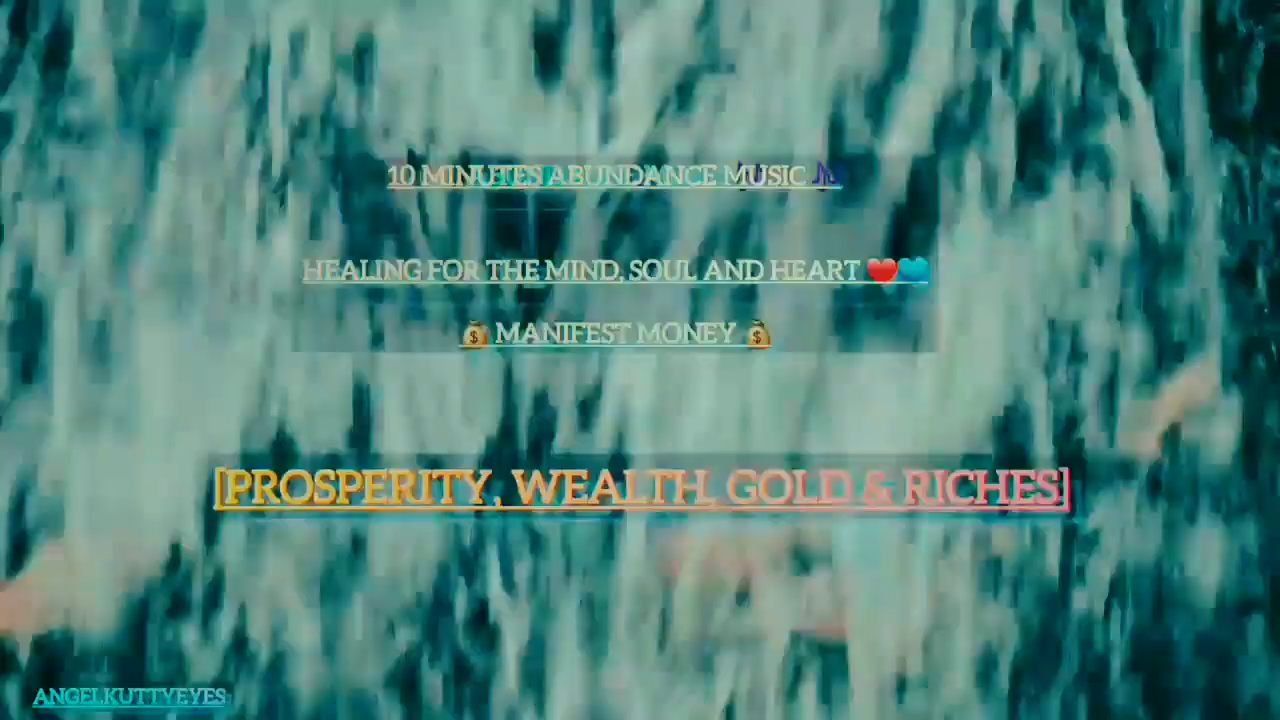 10 MINUTES ABUNDANCE MUSIC 🎶
HEALING FOR THE MIND, SOUL AND HEART ❤️💙
💰 MANIFEST MONEY 💰
[PROSPERITY, WEALTH, GOLD & RICHES]
ANGELKUTTYEYES